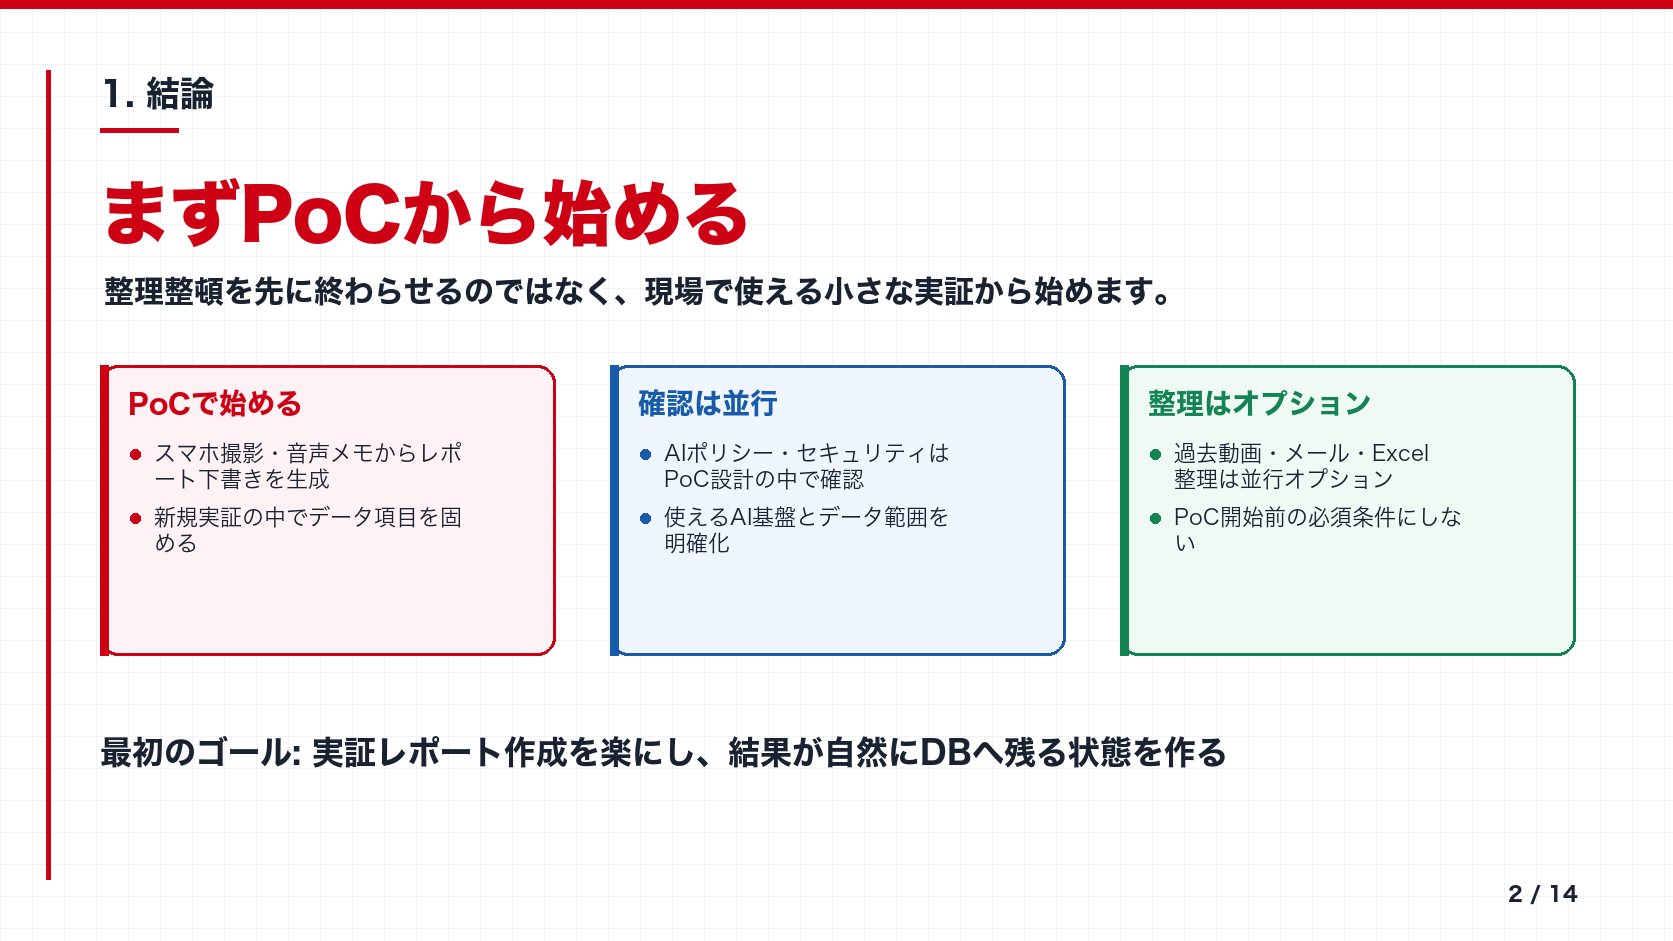 1. 結論
まずPoCから始める
整理整頓を先に終わらせるのではなく、現場で使える小さな実証から始めます。
PoCで始める
スマホ撮影・音声メモからレポ
ート下書きを生成
新規実証の中でデータ項目を固
める
確認は並行
AIポリシー・セキュリティは
PoC設計の中で確認
使えるAI基盤とデータ範囲を
明確化
整理はオプション
過去動画・メール・Excel
整理は並行オプション
PoC開始前の必須条件にしな
い
最初のゴール: 実証レポート作成を楽にし、結果が自然にDBへ残る状態を作る
2 / 14